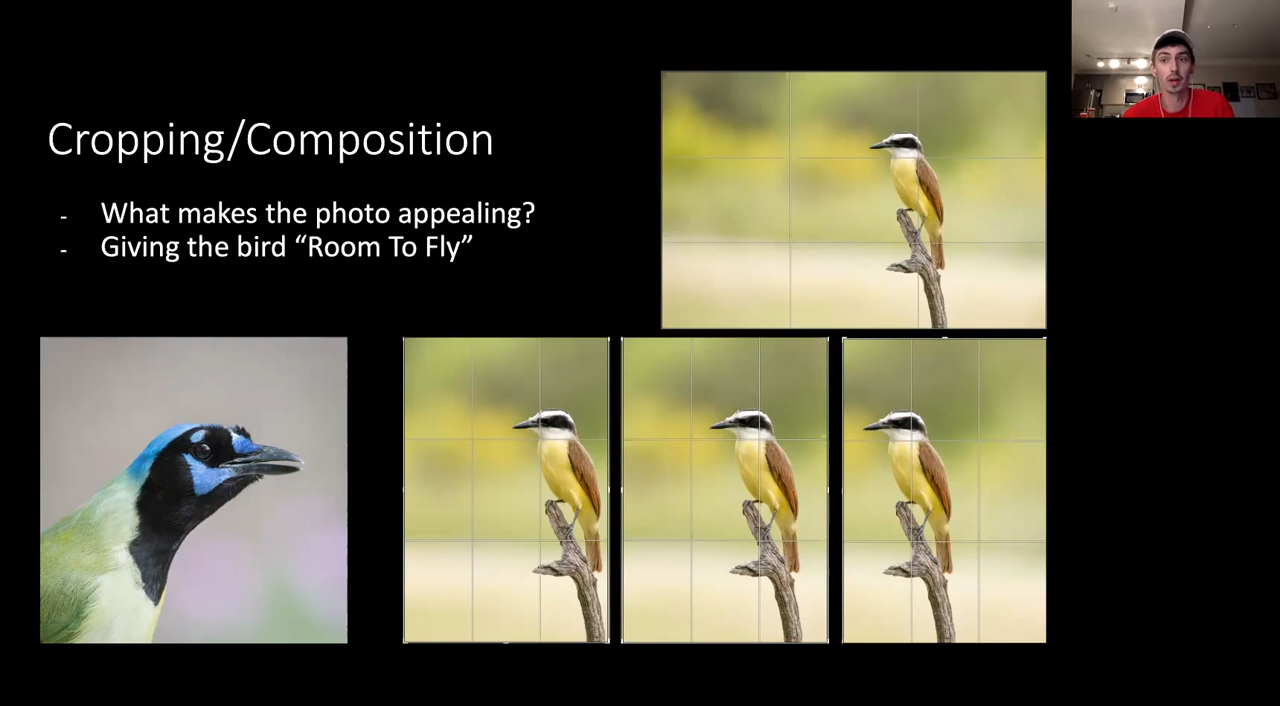 Cropping/Composition
- What makes the photo appealing?
- Giving the bird “Room To Fly”